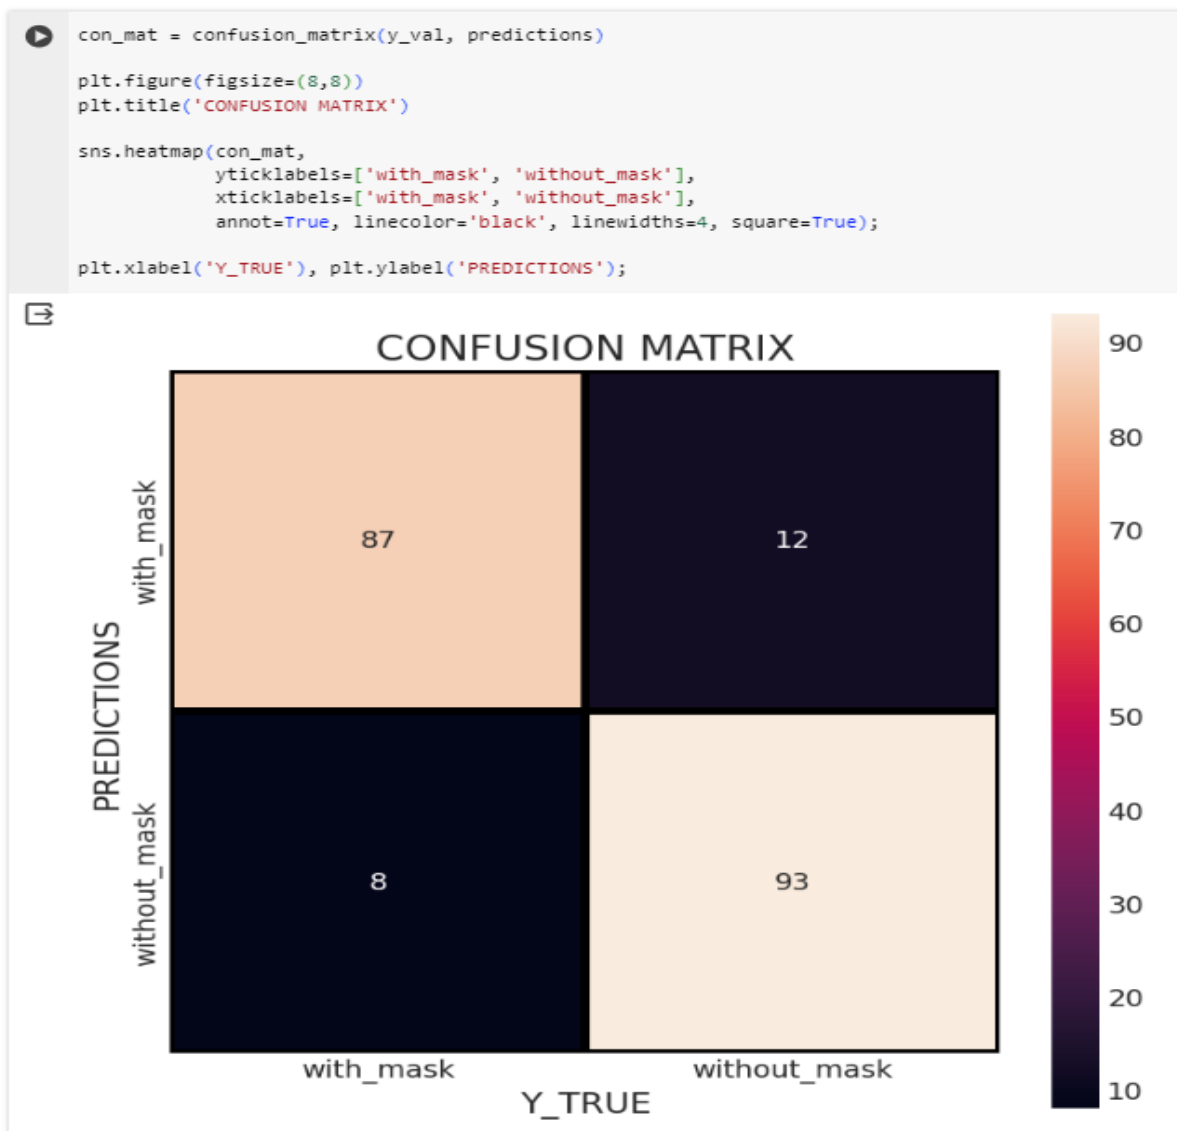 con_mat = confusion_matrix(y_val, predictions)
plt.figure(figsize=(8,8))
plt.title('CONFUSION MATRIX')
sns.heatmap(con_mat,
yticklabels=['with_mask', 'without_mask'],
xticklabels=['with_mask', 'without_mask'],
annot=True, linecolor='black', linewidths=4, square=True);
plt.xlabel('Y_TRUE'), plt.ylabel('PREDICTIONS');
CONFUSION MATRIX
PREDICTIONS
with_mask
without_mask
87
12
8
93
with_mask
without_mask
Y_TRUE
90
80
70
60
50
40
30
20
10